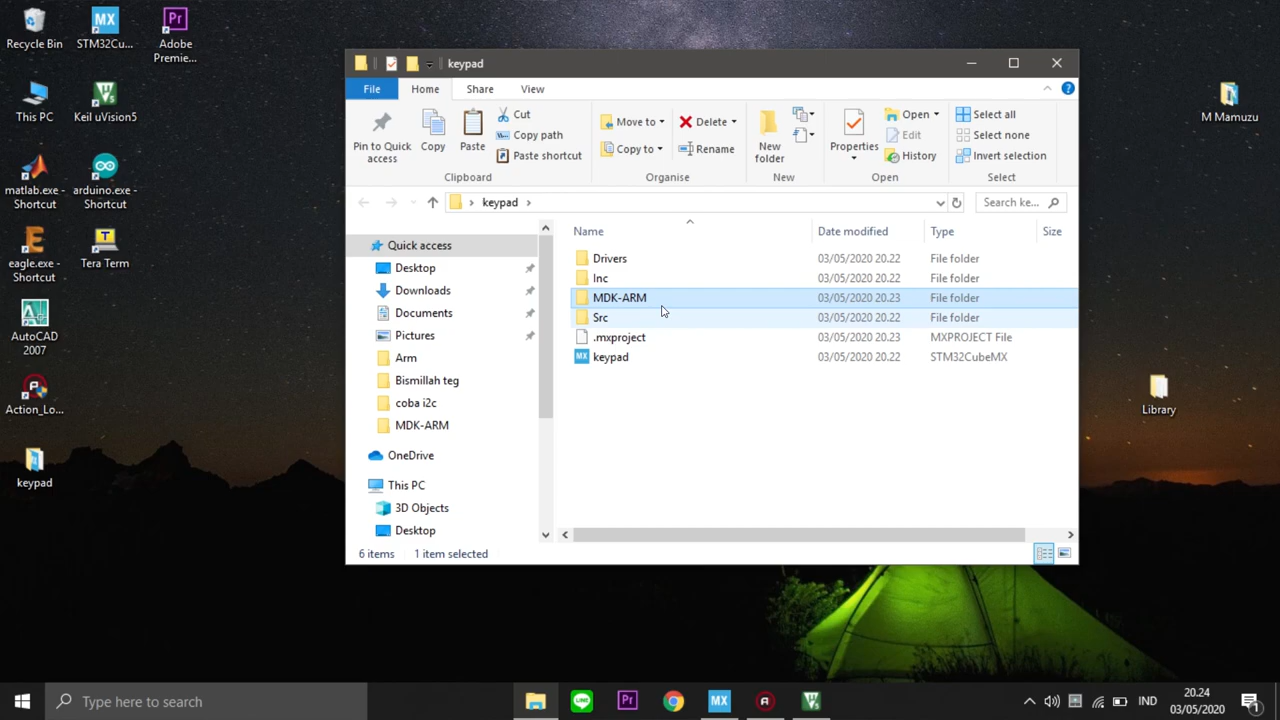 Recycle Bin
STM32Cu...
Adobe
Premie...
This PC
Keil uVision5
matlab.exe -
Shortcut
arduino.exe -
Shortcut
eagle.exe -
Shortcut
Tera Term
AutoCAD
2007
Action_Lo...
keypad
M Mamuzu
Library
keypad
File
Home
Share
View
Pin to Quick
access
Copy
Paste
Cut
Copy path
Paste shortcut
Clipboard
Move to
Copy to
Delete
Rename
Organise
New
folder
New
Properties
Open
Edit
History
Open
Select all
Select none
Invert selection
Select
keypad
Search ke...
Name
Date modified
Type
Size
Quick access
Desktop
Downloads
Documents
Pictures
Arm
Bismillah teg
coba i2c
MDK-ARM
OneDrive
This PC
3D Objects
Desktop
Drivers 03/05/2020 20.22 File folder
Inc 03/05/2020 20.22 File folder
MDK-ARM 03/05/2020 20.23 File folder
Src 03/05/2020 20.22 File folder
.mxproject 03/05/2020 20.22 MXPROJECT File
keypad 03/05/2020 20.22 STM32CubeMX
6 items 1 item selected
Type here to search
IND
20.24
03/05/2020